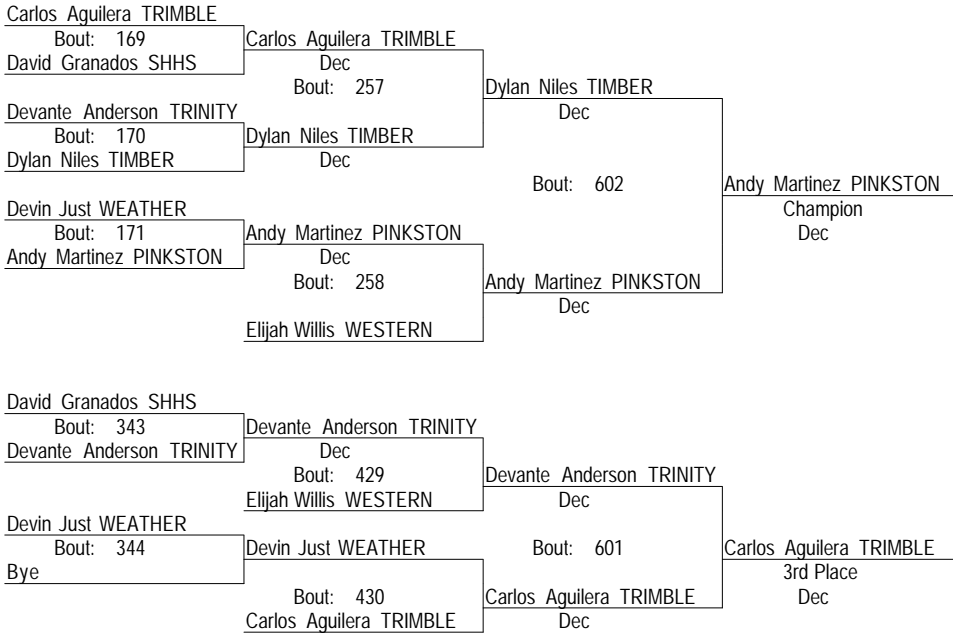 Carlos Aguilera TRIMBLE
Bout: 169
David Granados SHHS
Carlos Aguilera TRIMBLE
Dec
Bout: 257
Devante Anderson TRINITY
Bout: 170
Dylan Niles TIMBER
Dylan Niles TIMBER
Dec
Dylan Niles TIMBER
Dec
Bout: 602
Devin Just WEATHER
Bout: 171
Andy Martinez PINKSTON
Andy Martinez PINKSTON
Dec
Bout: 258
Elijah Willis WESTERN
Andy Martinez PINKSTON
Dec
Andy Martinez PINKSTON
Champion
Dec
David Granados SHHS
Bout: 343
Devante Anderson TRINITY
Devante Anderson TRINITY
Dec
Bout: 429
Elijah Willis WESTERN
Devante Anderson TRINITY
Dec
Bout: 601
Devin Just WEATHER
Bout: 344
Bye
Devin Just WEATHER
Bout: 430
Carlos Aguilera TRIMBLE
Carlos Aguilera TRIMBLE
Dec
Carlos Aguilera TRIMBLE
3rd Place
Dec